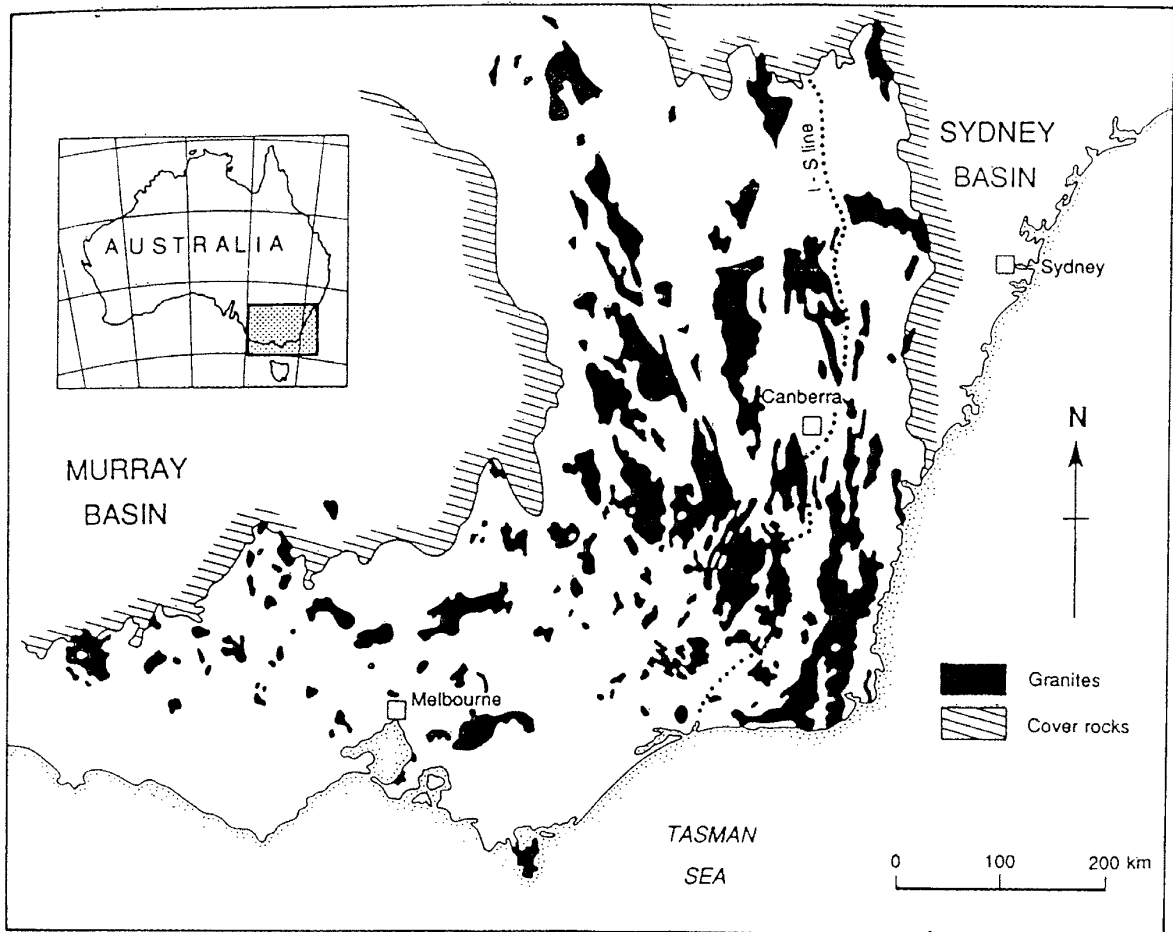 SYDNEY
BASIN
I - S line
AUSTRALIA
Sydney
Canberra
N
MURRAY
BASIN
Granites
Melbourne
Cover rocks
TASMAN
SEA
0 100 200 km